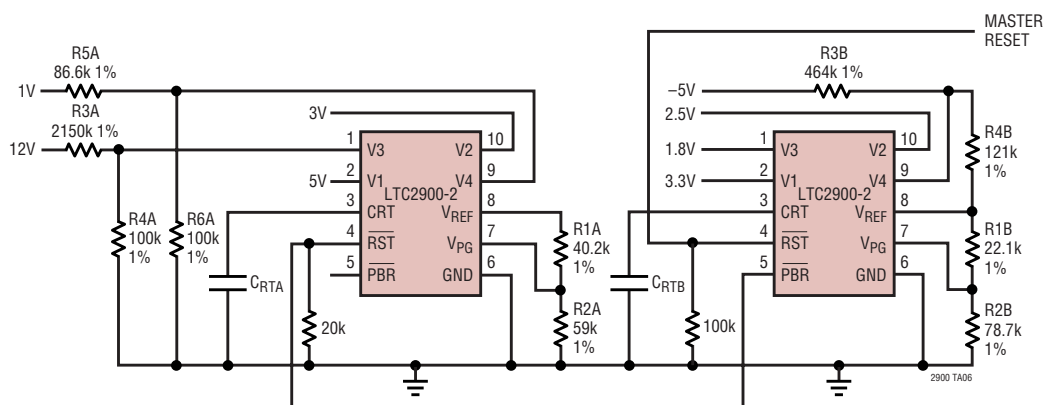 MASTER
RESET
R5A
86.6k 1%
1V
R3A
2150k 1%
12V
3V
5V
R4A
100k
1%
R6A
100k
1%
CRTA
20k
1
V3
V2
10
2
V1
V4
9
LTC2900-2
3
CRT
VREF
8
4
RST
VPG
7
5
PBR
GND
6
R1A
40.2k
1%
R2A
59k
1%
R3B
464k 1%
–5V
2.5V
1.8V
3.3V
CRTB
100k
1
V3
V2
10
2
V1
V4
9
LTC2900-2
3
CRT
VREF
8
4
RST
VPG
7
5
PBR
GND
6
R4B
121k
1%
R1B
22.1k
1%
R2B
78.7k
1%
2900 TA06